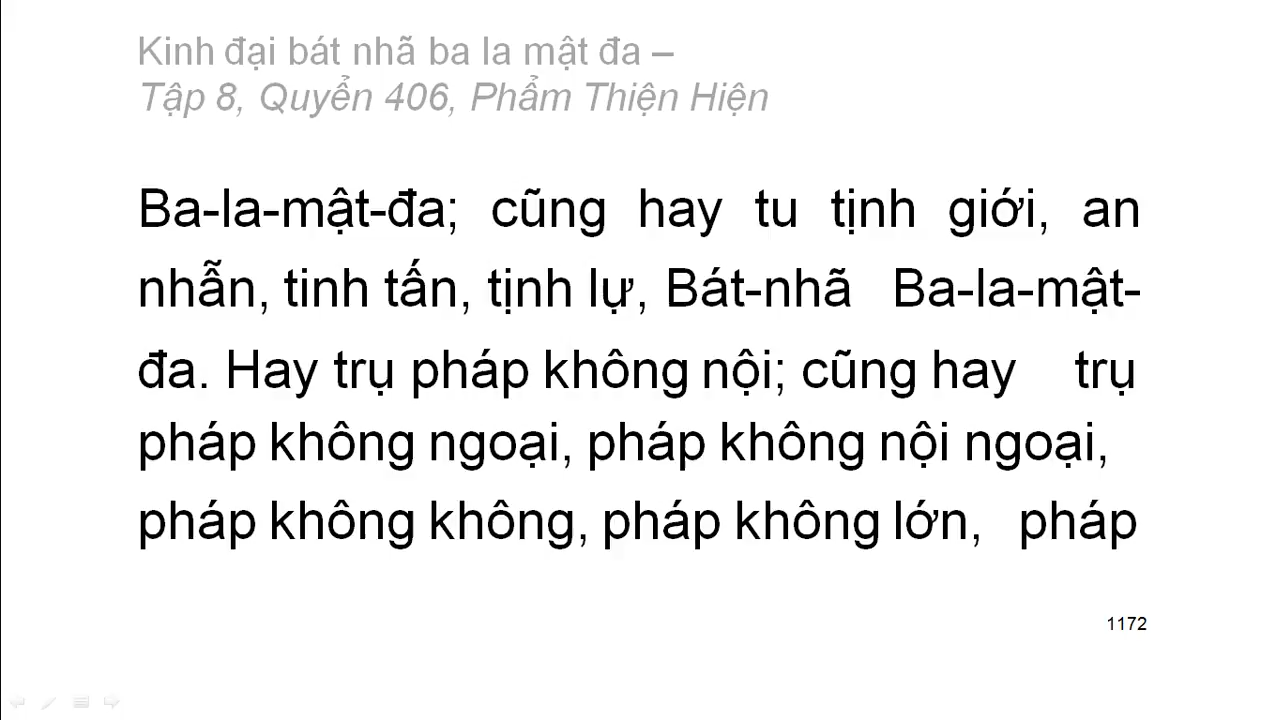 Kinh đại bát nhã ba la mật đa –
Tập 8, Quyển 406, Phẩm Thiện Hiện
Ba-la-mật-đa; cũng hay tu tịnh giới, an
nhẫn, tinh tấn, tịnh lự, Bát-nhã Ba-la-mật-
đa. Hay trụ pháp không nội; cũng hay trụ
pháp không ngoại, pháp không nội ngoại,
pháp không không, pháp không lớn, pháp
1172